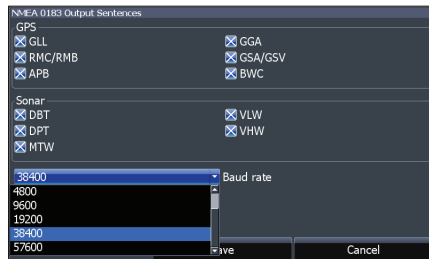 NMEA 0183 Output Sentences
GPS
GLL GGA
RMC/RMB GSA/GSV
APB BWC
Sonar
DBT VLW
DPT VHW
MTW
38400 Baud rate
4800
9600
19200
38400
57600
ave Cancel